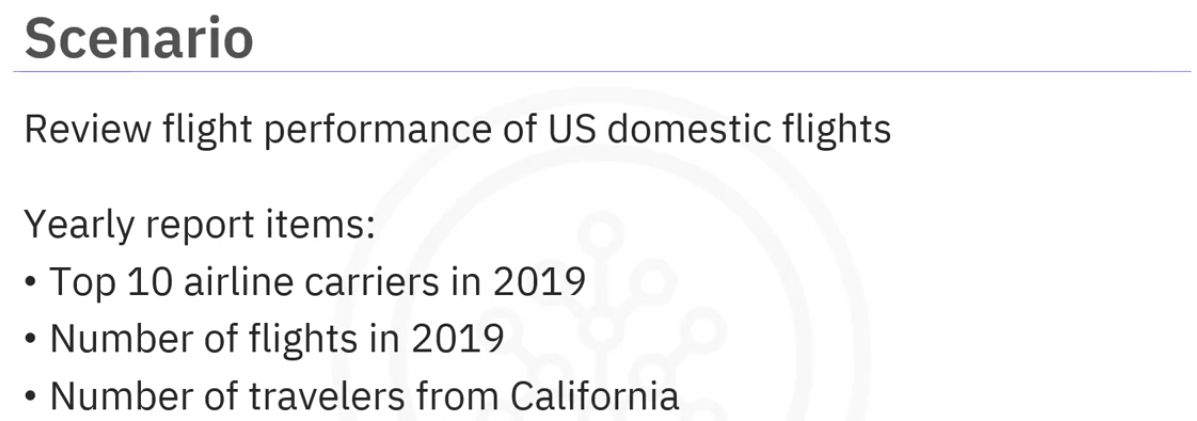 Scenario
Review flight performance of US domestic flights
Yearly report items:
• Top 10 airline carriers in 2019
• Number of flights in 2019
• Number of travelers from California